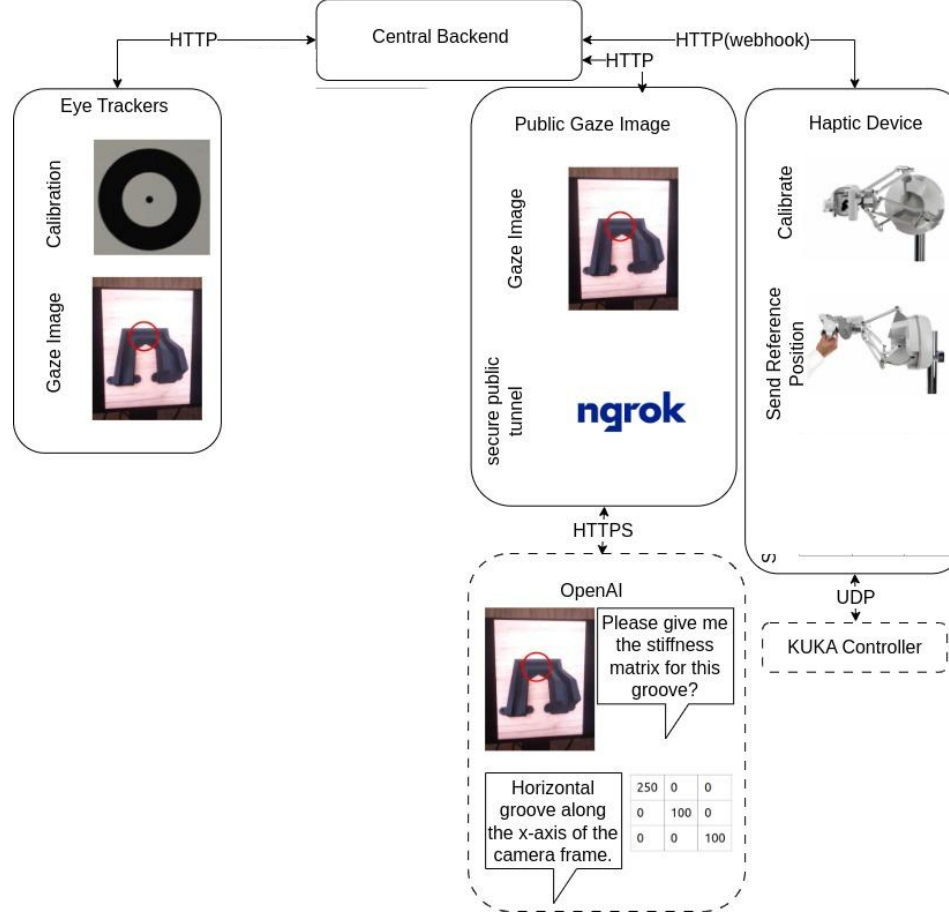 HTTP
Central Backend
HTTP(webhook)
HTTP
Eye Trackers
Calibration
Gaze Image
Public Gaze Image
Gaze Image
secure public
tunnel
ngrok
Haptic Device
Calibrate
Send Reference
Position
HTTPS
UDP
KUKA Controller
OpenAI
Please give me
the stiffness
matrix for this
groove?
Horizontal
groove along
the x-axis of the
camera frame.
250 0 0
0 100 0
0 0 100